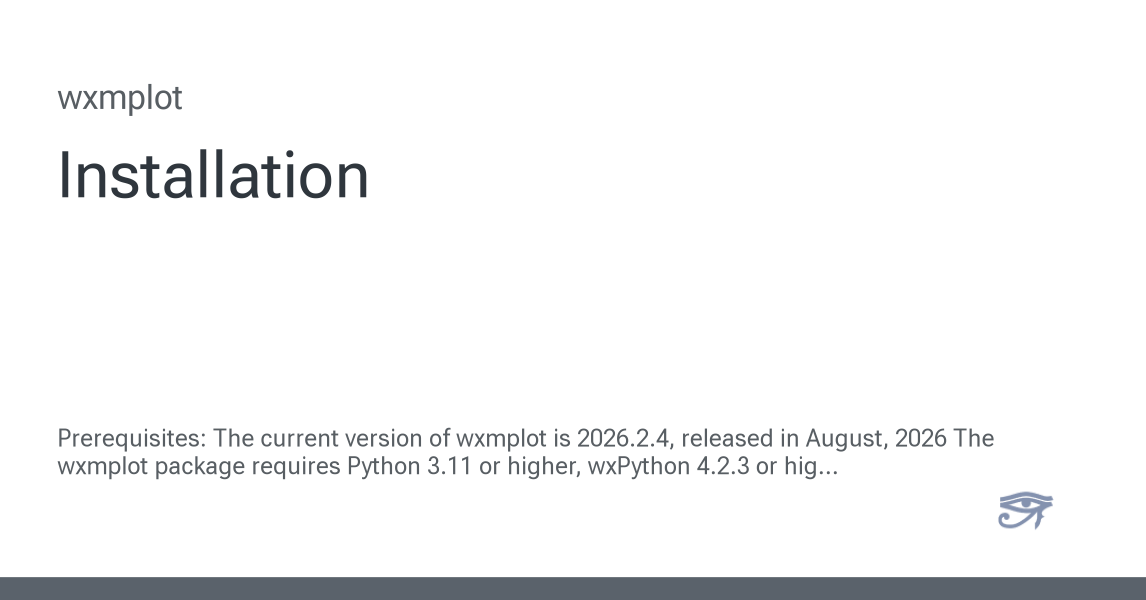 wxmplot
Installation
Prerequisites: The current version of wxmplot is 2026.2.4, released in August, 2026 The
wxmplot package requires Python 3.11 or higher, wxPython 4.2.3 or hig...